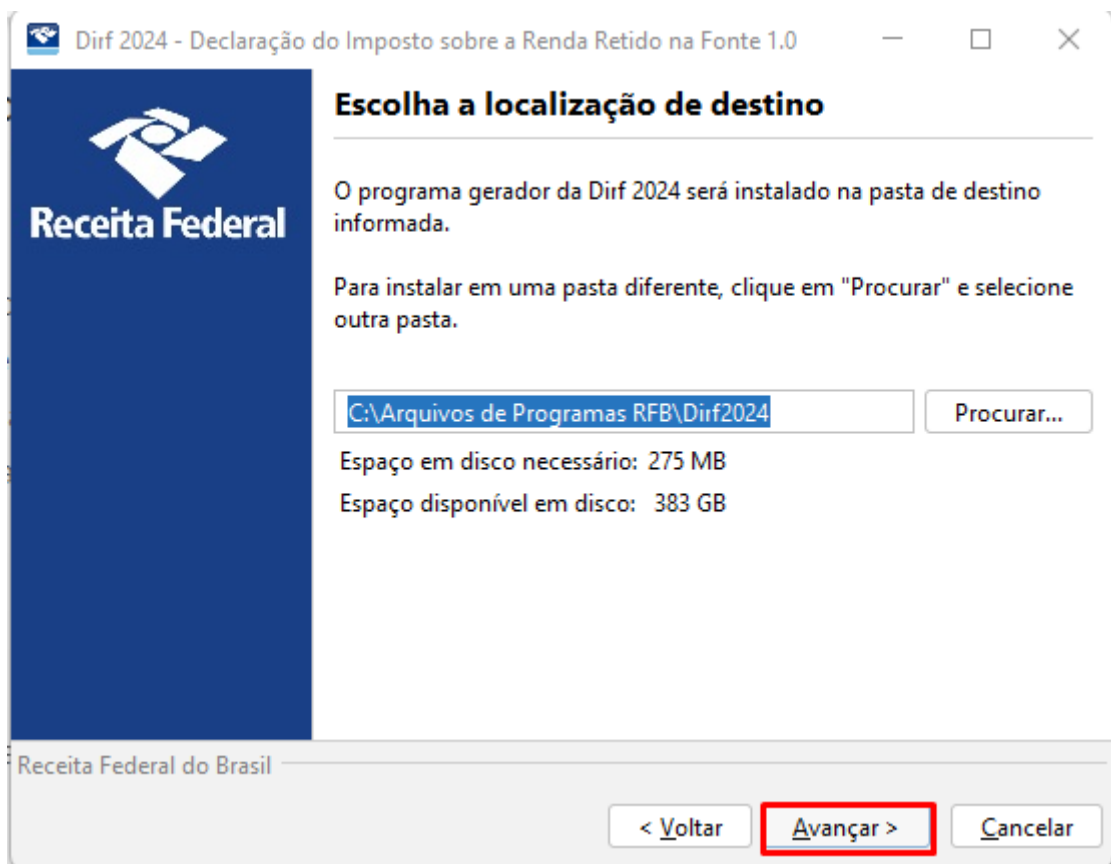 Dirf 2024 - Declaração do Imposto sobre a Renda Retido na Fonte 1.0
Receita Federal
Escolha a localização de destino
O programa gerador da Dirf 2024 será instalado na pasta de destino
informada.
Para instalar em uma pasta diferente, clique em "Procurar" e selecione
outra pasta.
C:\Arquivos de Programas RFB\Dirf2024
Procurar...
Espaço em disco necessário: 275 MB
Espaço disponível em disco: 383 GB
Receita Federal do Brasil
< Voltar
Avançar >
Cancelar